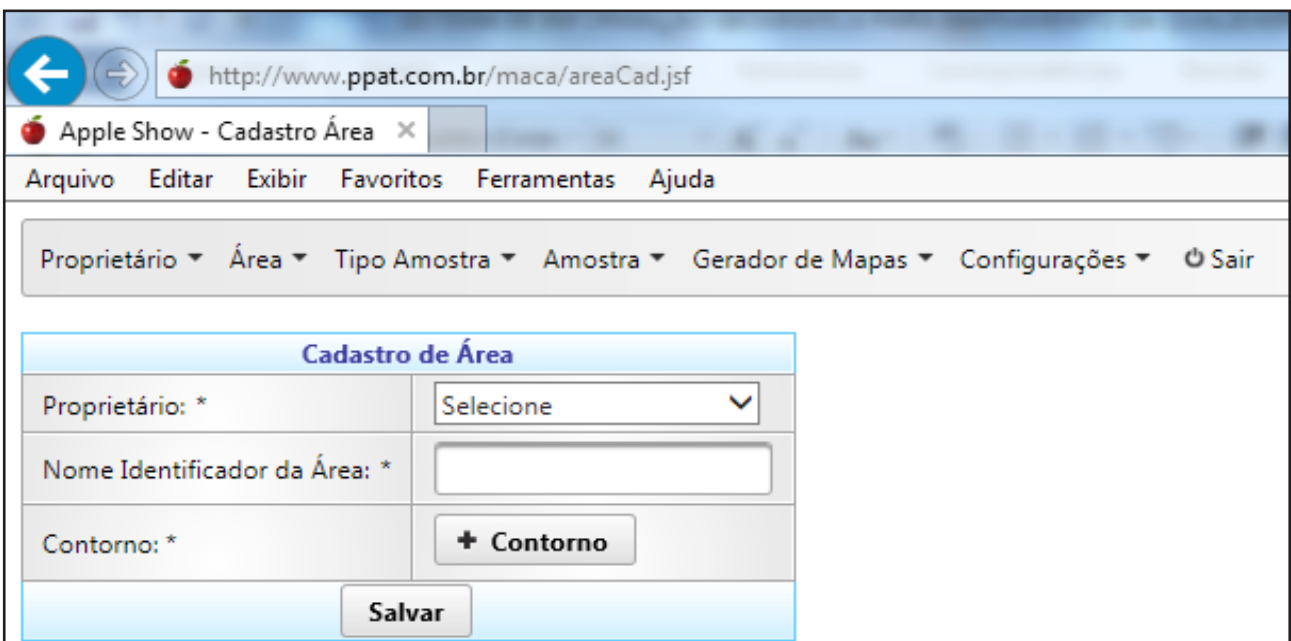 http://www.ppat.com.br/maca/areaCad.jsf
Apple Show - Cadastro Área ×
Arquivo Editar Exibir Favoritos Ferramentas Ajuda
Proprietário Área Tipo Amostra Amostra Gerador de Mapas Configurações Sair
Cadastro de Área
Proprietário: * Selecione
Nome Identificador da Área: *
Contorno: * + Contorno
Salvar